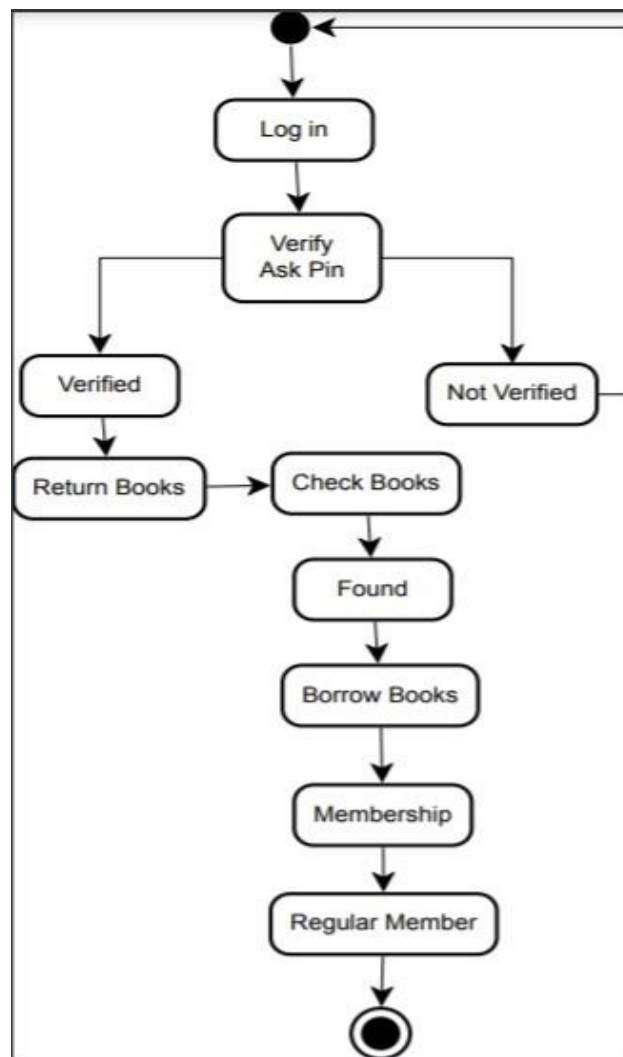 Log in
Verify
Ask Pin
Verified
Not Verified
Return Books
Check Books
Found
Borrow Books
Membership
Regular Member